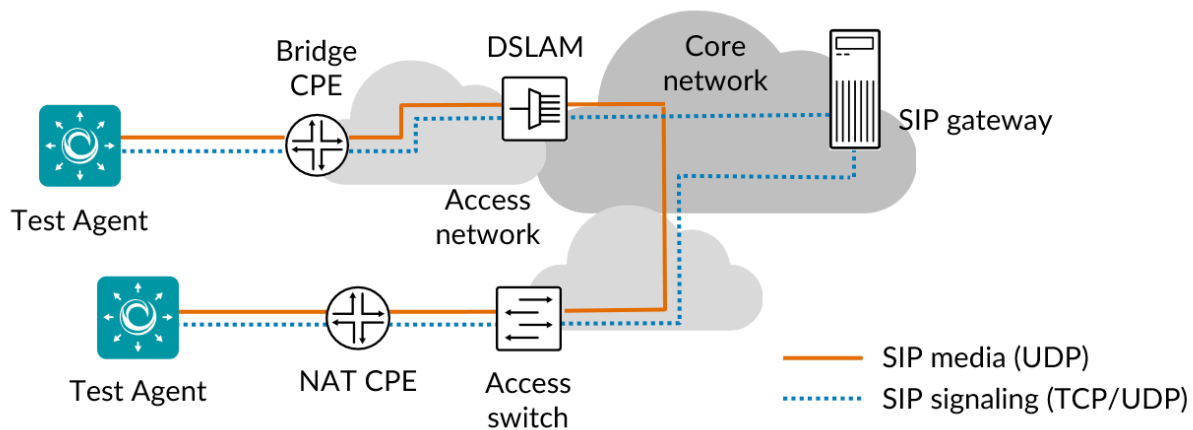 Bridge
CPE
DSLAM
Core
network
SIP gateway
Test Agent
Access
network
Test Agent
NAT CPE
Access
switch
SIP media (UDP)
SIP signaling (TCP/UDP)